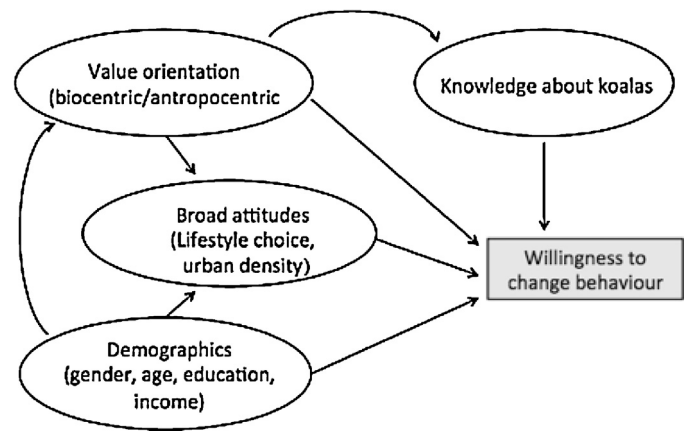 Value orientation
(biocentric/antropocentric
Knowledge about koalas
Broad attitudes
(Lifestyle choice,
urban density)
Willingness to
change behaviour
Demographics
(gender, age, education,
income)